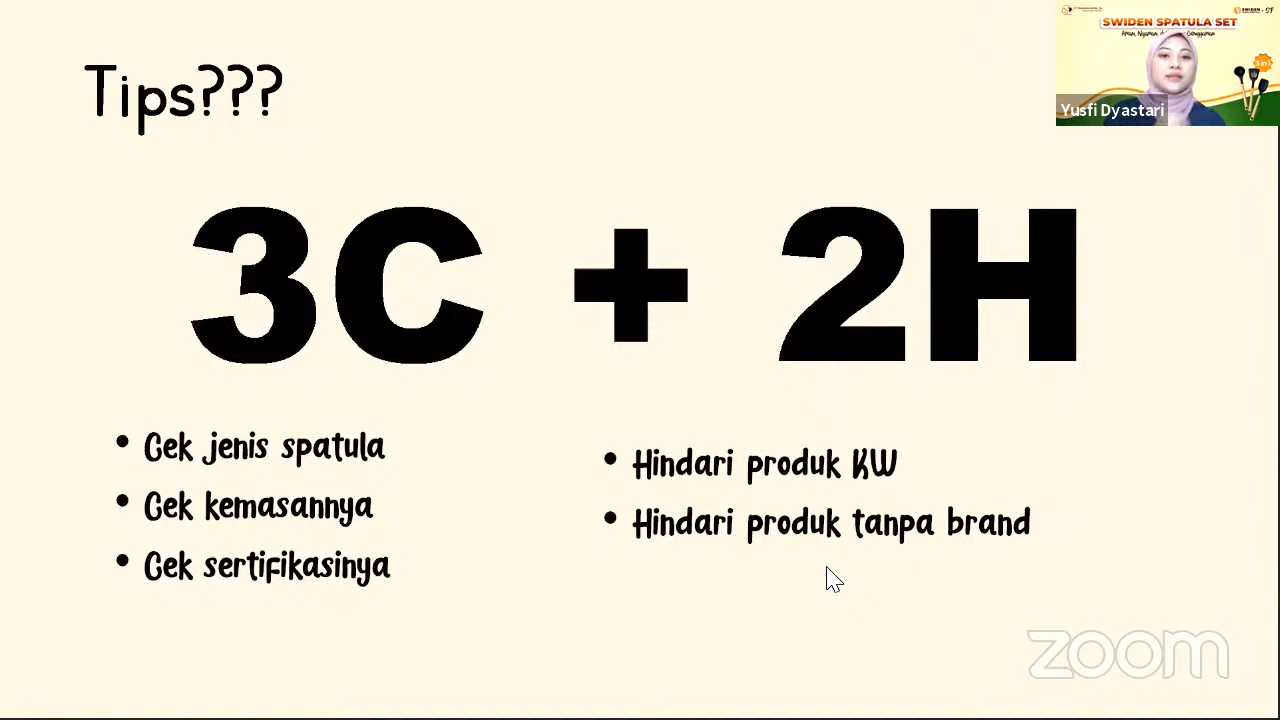 Tips???
SWIDEN SPATULA SET
Yusfi Dyastari
3C + 2H
• Cek jenis spatula
• Cek kemasannya
• Cek sertifikasinya
• Hindari produk KW
• Hindari produk tanpa brand
zoom